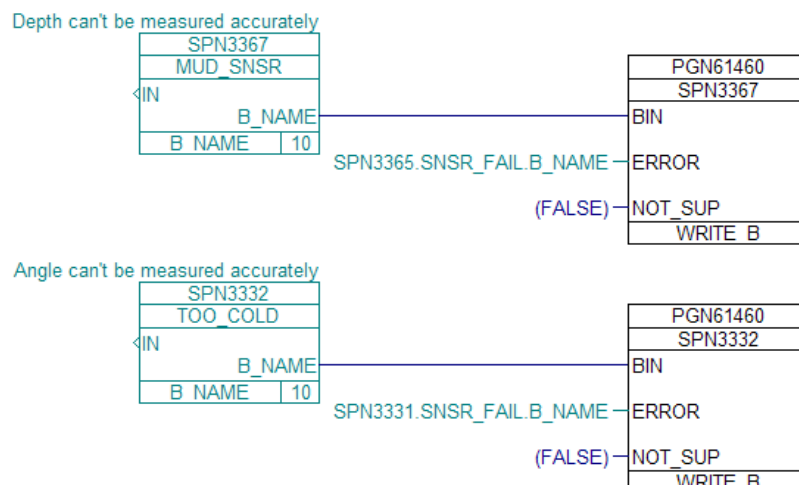 Depth can't be measured accurately
SPN3367
MUD_SNSR
IN
B_NAME
B_NAME 10
PGN61460
SPN3367
BIN
SPN3365.SNSR_FAIL.B_NAME ERROR
(FALSE) NOT_SUP
WRITE_B
Angle can't be measured accurately
SPN3332
TOO_COLD
IN
B_NAME
B_NAME 10
PGN61460
SPN3332
BIN
SPN3331.SNSR_FAIL.B_NAME ERROR
(FALSE) NOT_SUP
WRITE_B